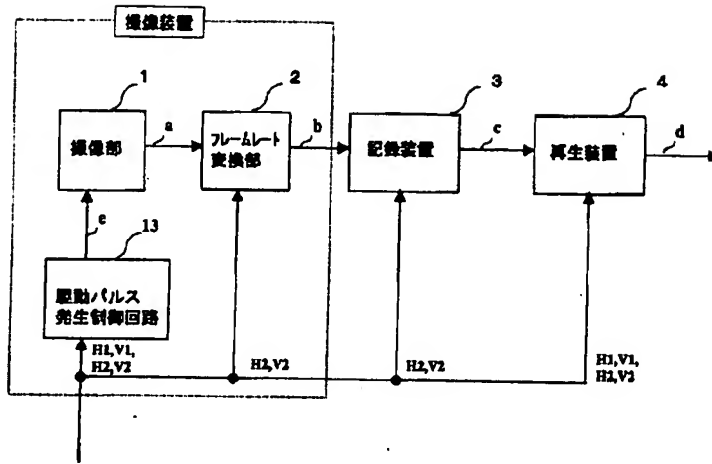 撮像装置
1
2
3
4
撮像部
a
フレームレート
変換部
b
記録装置
c
再生装置
d
e
13
駆動パルス
発生制御回路
H1,V1,
H2,V2
H2,V2
H2,V2
H1,V1,
H2,V2